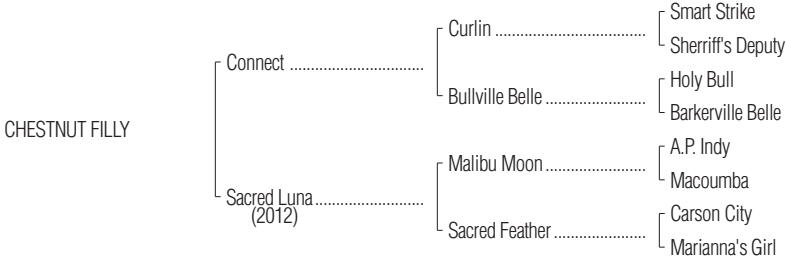 Smart Strike
Curlin ....................................
Sherriff's Deputy
Connect ................................
Holy Bull
Bullville Belle ........................
Barkerville Belle
CHESTNUT FILLY
A.P. Indy
Malibu Moon ........................
Macoumba
Sacred Luna ..........................
(2012)
Carson City
Sacred Feather ......................
Marianna's Girl